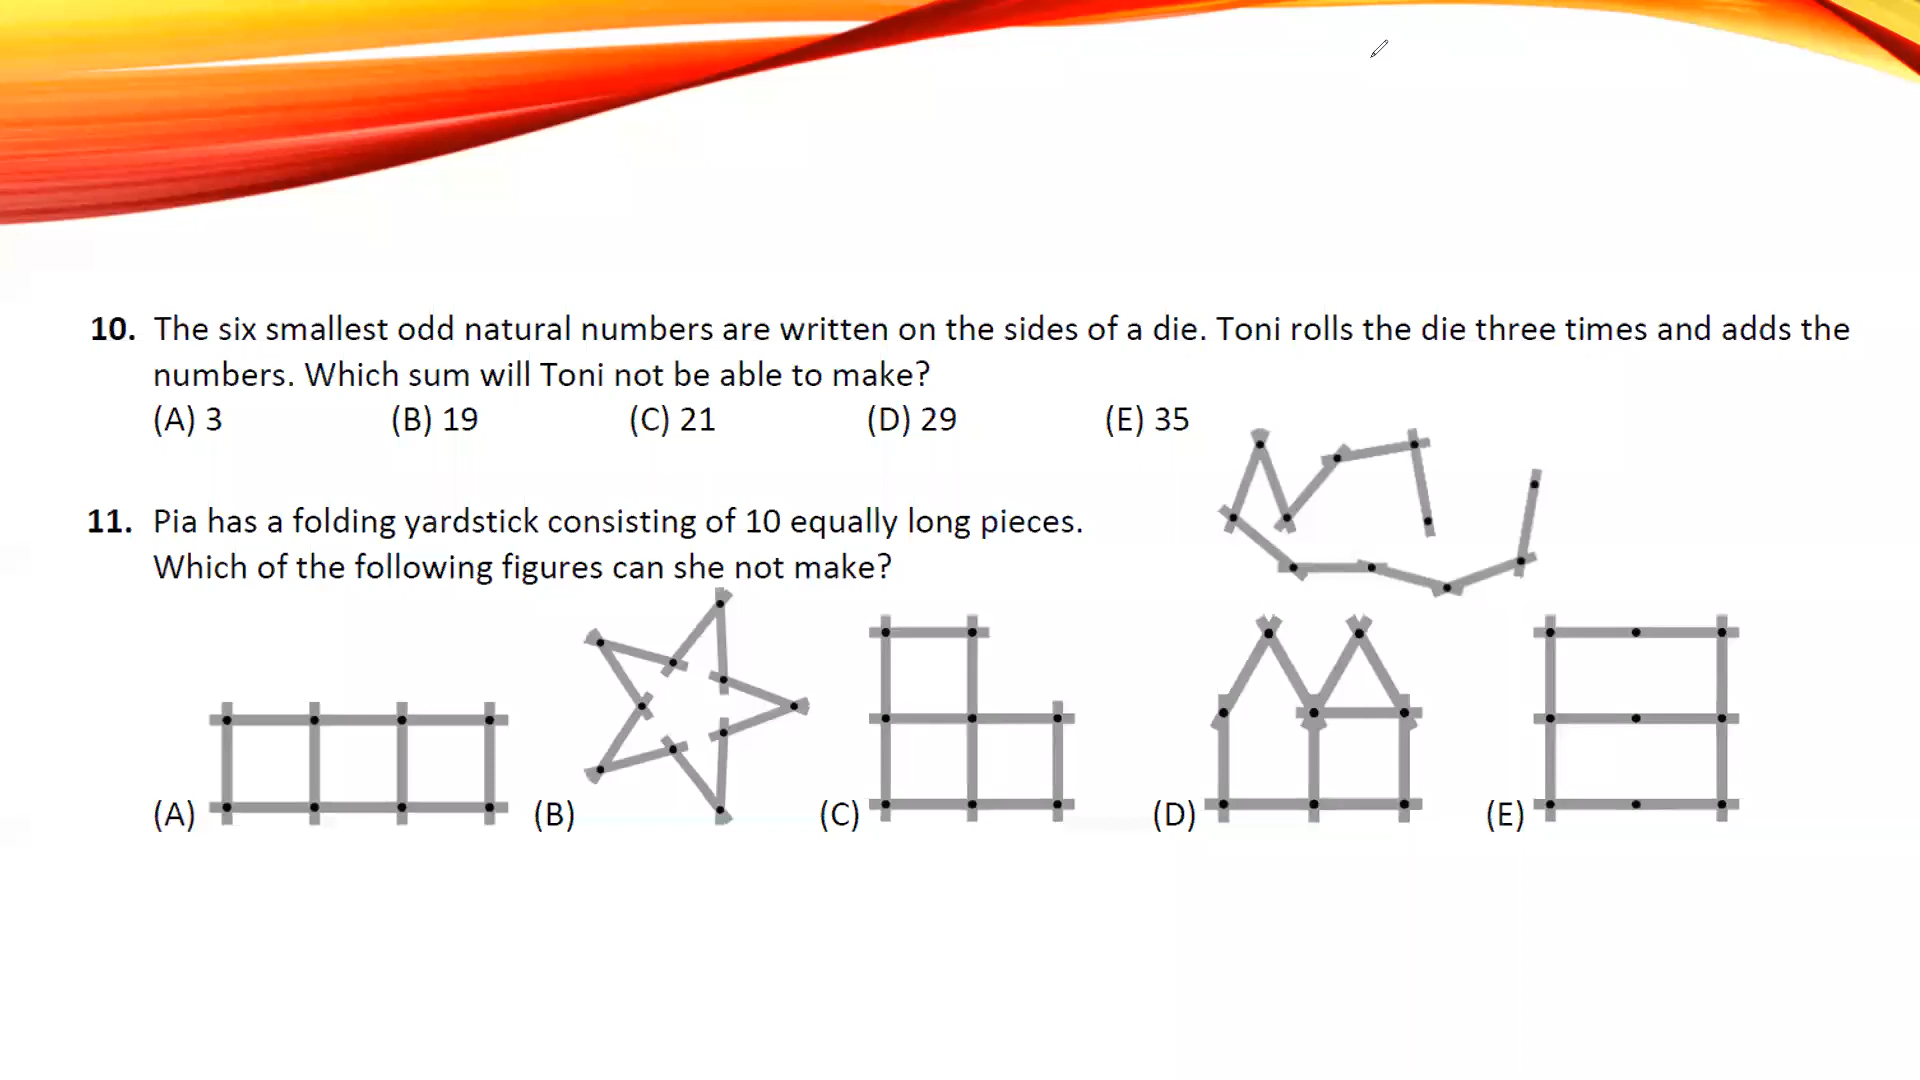 10. The six smallest odd natural numbers are written on the sides of a die. Toni rolls the die three times and adds the
numbers. Which sum will Toni not be able to make?
(A) 3 (B) 19 (C) 21 (D) 29 (E) 35
11. Pia has a folding yardstick consisting of 10 equally long pieces.
Which of the following figures can she not make?
(A) (B) (C) (D) (E)